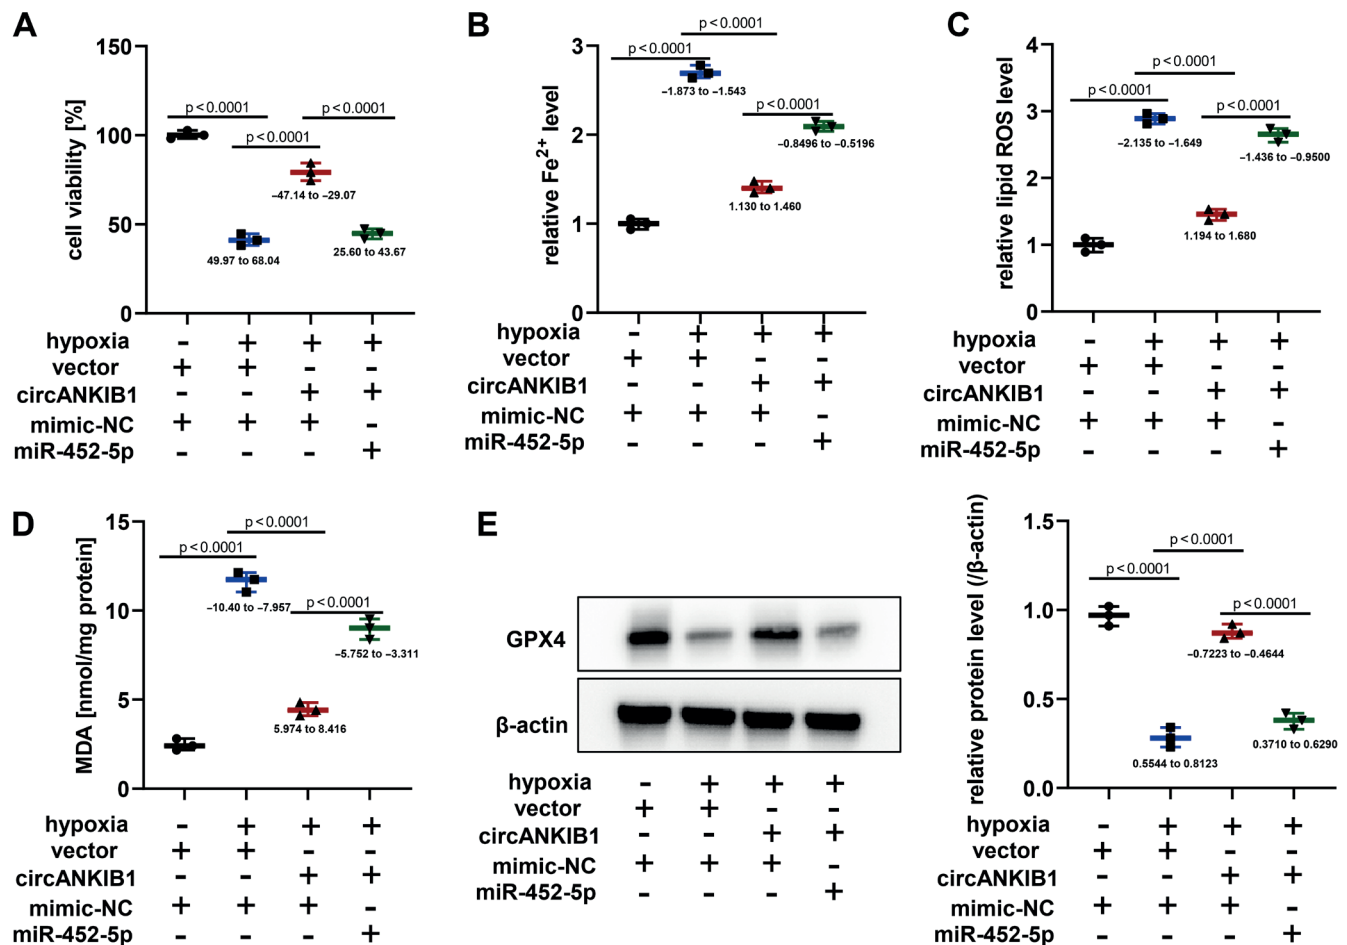 A
cell viability [%]
150
100
50
0
p < 0.0001
p < 0.0001
p < 0.0001
−47.14 to −29.07
49.97 to 68.04
25.60 to 43.67
hypoxia - + + +
vector + + - -
circANKIB1 - - + +
mimic-NC + + + -
miR-452-5p - - - +
B
relative Fe2+ level
3
2
1
0
p < 0.0001
p < 0.0001
p < 0.0001
−1.873 to −1.543
−0.8496 to −0.5196
1.130 to 1.460
hypoxia - + + +
vector + + - -
circANKIB1 - - + +
mimic-NC + + + -
miR-452-5p - - - +
C
relative lipid ROS level
4
3
2
1
0
p < 0.0001
p < 0.0001
p < 0.0001
−2.135 to −1.649
−1.436 to −0.9500
1.194 to 1.680
hypoxia - + + +
vector + + - -
circANKIB1 - - + +
mimic-NC + + + -
miR-452-5p - - - +
D
MDA [nmol/mg protein]
15
10
5
0
p < 0.0001
p < 0.0001
p < 0.0001
−10.40 to −7.957
−5.752 to −3.311
5.974 to 8.416
hypoxia - + + +
vector + + - -
circANKIB1 - - + +
mimic-NC + + + -
miR-452-5p - - - +
E
GPX4
β-actin
hypoxia - + + +
vector + + - -
circANKIB1 - - + +
mimic-NC + + + -
miR-452-5p - - - +
relative protein level (/β-actin)
1.5
1.0
0.5
0.0
p < 0.0001
p < 0.0001
p < 0.0001
−0.7223 to −0.4644
0.5544 to 0.8123
0.3710 to 0.6290
hypoxia - + + +
vector + + - -
circANKIB1 - - + +
mimic-NC + + + -
miR-452-5p - - - +